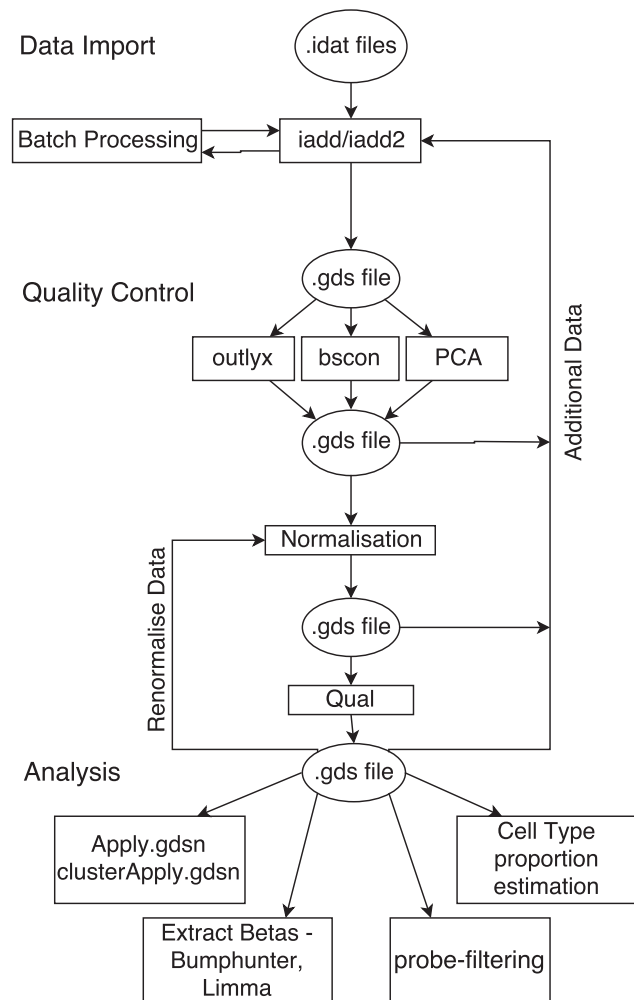 Data Import
.idat files
Batch Processing
iadd/iadd2
.gds file
Quality Control
outlyx
bscon
PCA
Additional Data
.gds file
Normalisation
Renormalise Data
.gds file
Qual
Analysis
.gds file
Apply.gdsn
clusterApply.gdsn
Cell Type
proportion
estimation
Extract Betas -
Bumphunter,
Limma
probe-filtering